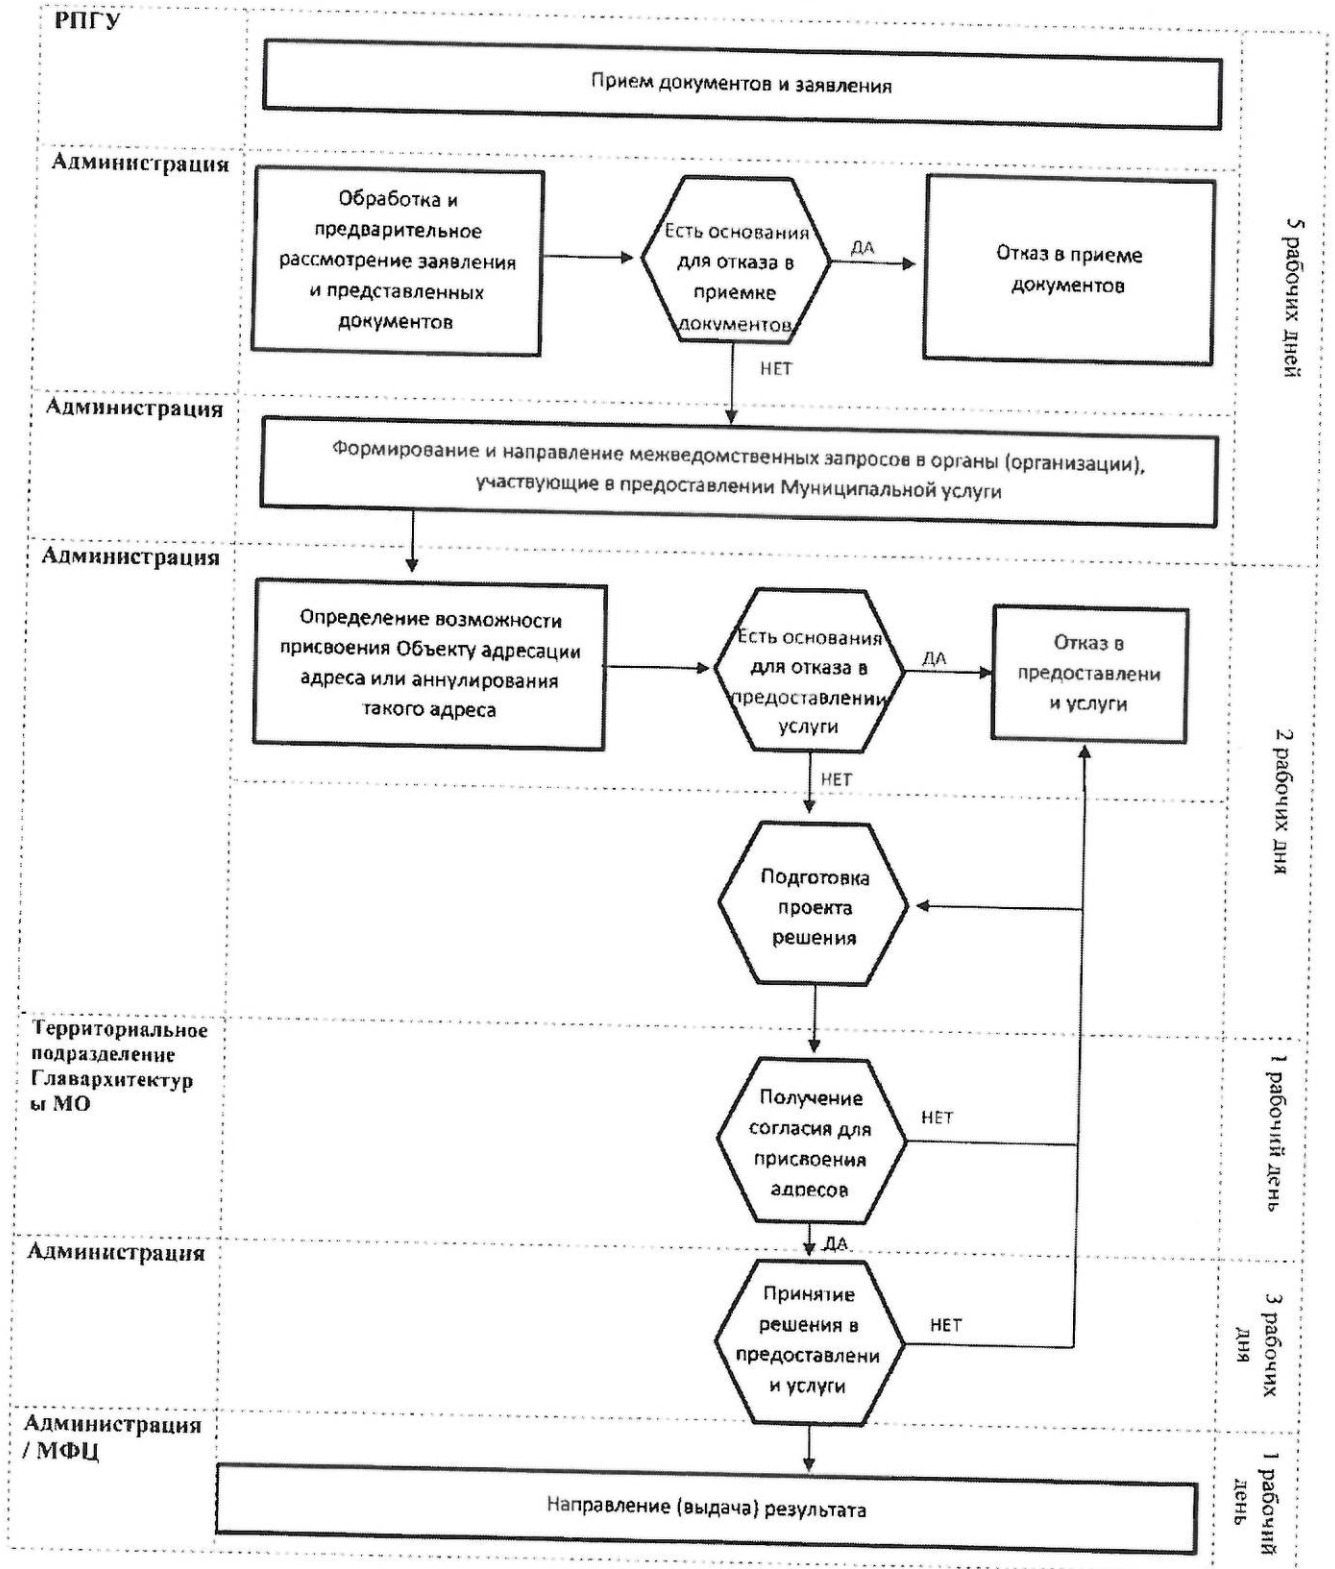 РПГУ
Прием документов и заявления
Администрация
Обработка и
предварительное
рассмотрение заявления
и представленных
документов
Есть основания
для отказа в
приемке
документов
ДА
Отказ в приеме
документов
НЕТ
5 рабочих дней
Администрация
Формирование и направление межведомственных запросов в органы (организации),
участвующие в предоставлении Муниципальной услуги
Администрация
Определение возможности
присвоения Объекту адресации
адреса или аннулирования
такого адреса
Есть основания
для отказа в
предоставлении
услуги
ДА
Отказ в
предоставлени
и услуги
НЕТ
2 рабочих дня
Подготовка
проекта
решения
Территориальное
подразделение
Главархитектур
ы МО
Получение
согласия для
присвоения
адресов
НЕТ
1 рабочий день
ДА
Администрация
Принятие
решения в
предоставлени
и услуги
НЕТ
3 рабочих
дня
Администрация
/ МФЦ
Направление (выдача) результата
1 рабочий
день